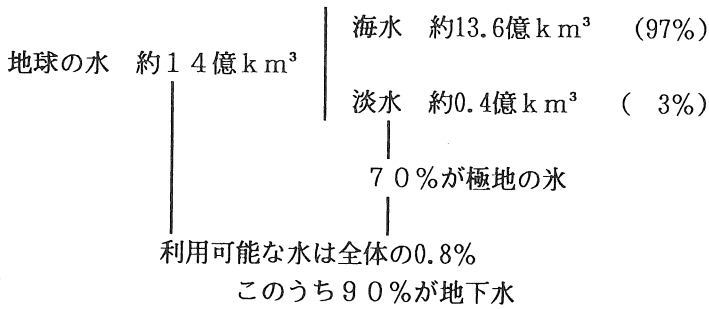 海水　約13.6億ｋｍ³　（97％）
地球の水　約１４億ｋｍ³
淡水　約0.4億ｋｍ³　（　3％）
７０％が極地の氷
利用可能な水は全体の0.8％
このうち９０％が地下水